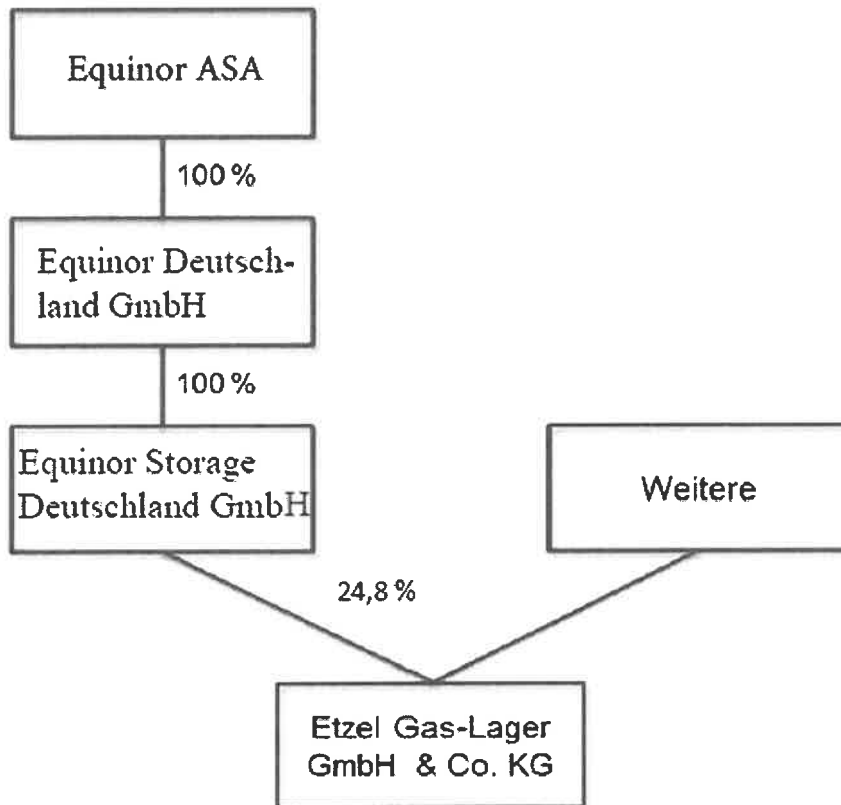 Equinor ASA
100 %
Equinor Deutsch-
land GmbH
100 %
Equinor Storage
Deutschland GmbH
Weitere
24,8 %
Etzel Gas-Lager
GmbH & Co. KG